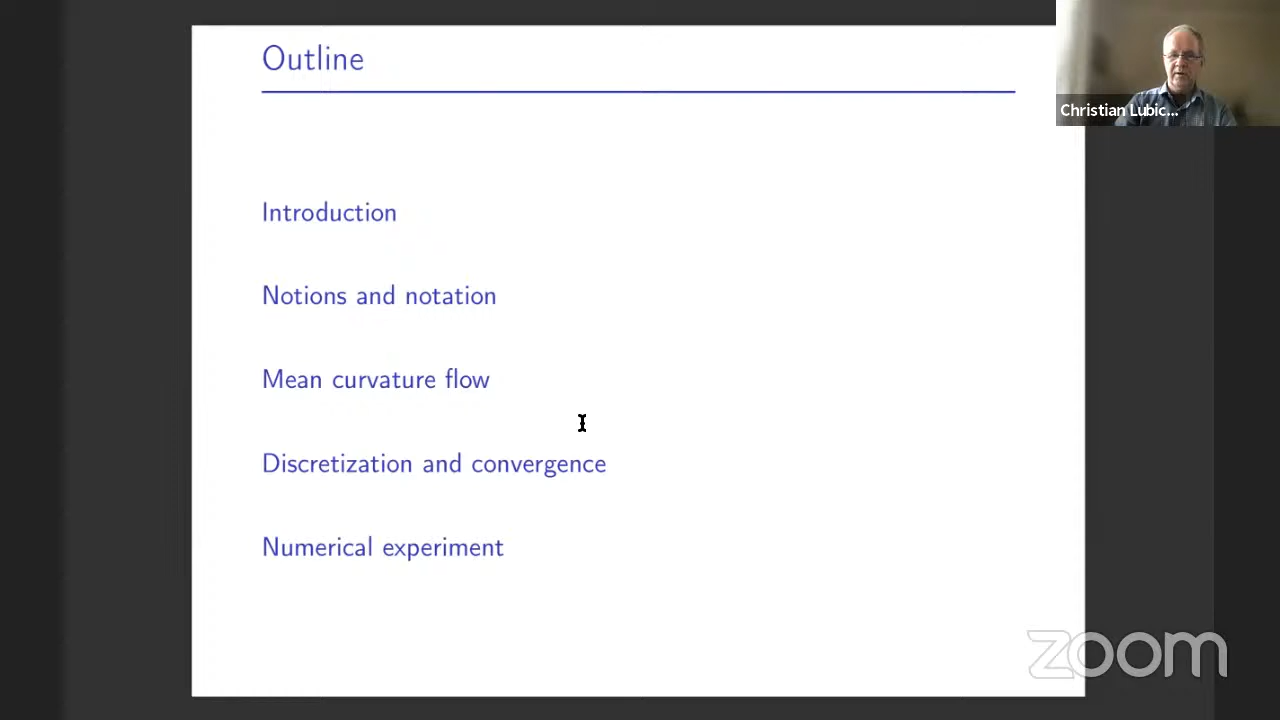 Outline
Christian Lubic...
Introduction
Notions and notation
Mean curvature flow
Discretization and convergence
Numerical experiment
zoom